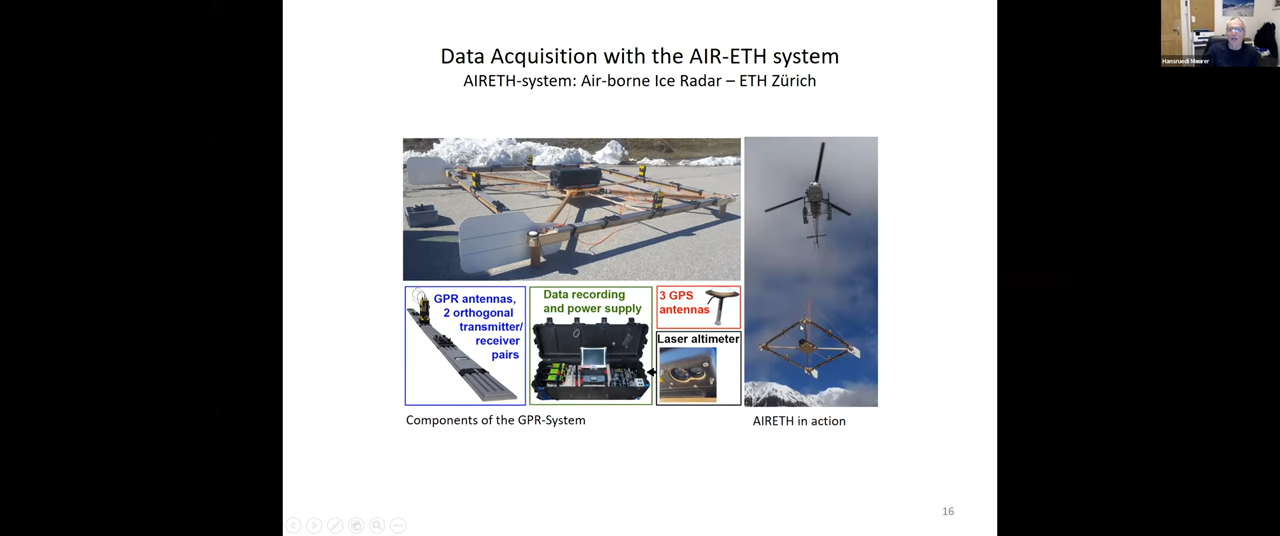 Data Acquisition with the AIR-ETH system
AIRETH-system: Air-borne Ice Radar – ETH Zürich
Hansruedi Maurer
GPR antennas,
2 orthogonal
transmitter/
receiver
pairs
Data recording
and power supply
3 GPS
antennas
Laser altimeter
Components of the GPR-System
AIRETH in action
16